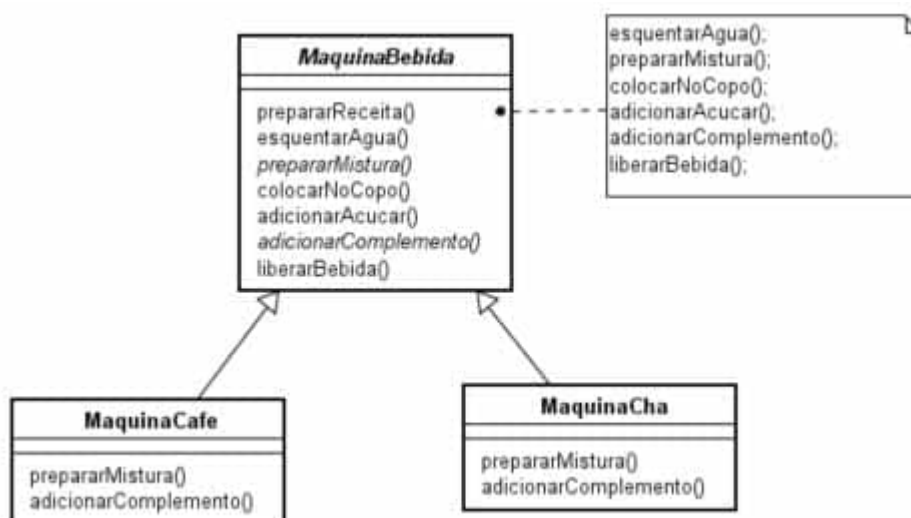 MaquinaBebida
prepararReceita()
esquentarAgua()
prepararMistura()
colocarNoCopo()
adicionarAcucar()
adicionarComplemento()
liberarBebida()
esquentarAgua();
prepararMistura();
colocarNoCopo();
adicionarAcucar();
adicionarComplemento();
liberarBebida();
MaquinaCafe
prepararMistura()
adicionarComplemento()
MaquinaCha
prepararMistura()
adicionarComplemento()